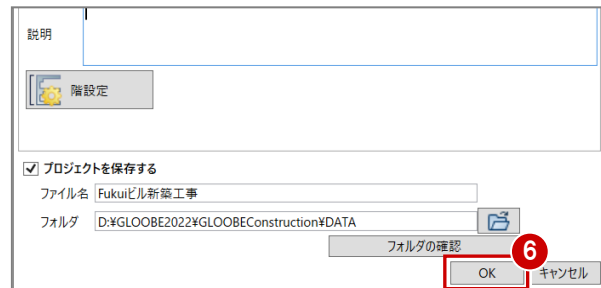 説明
階設定
プロジェクトを保存する
ファイル名 Fukuiビル新築工事
フォルダ D:¥GLOOBE2022¥GLOOBEConstruction¥DATA
フォルダの確認
6
OK キャンセル